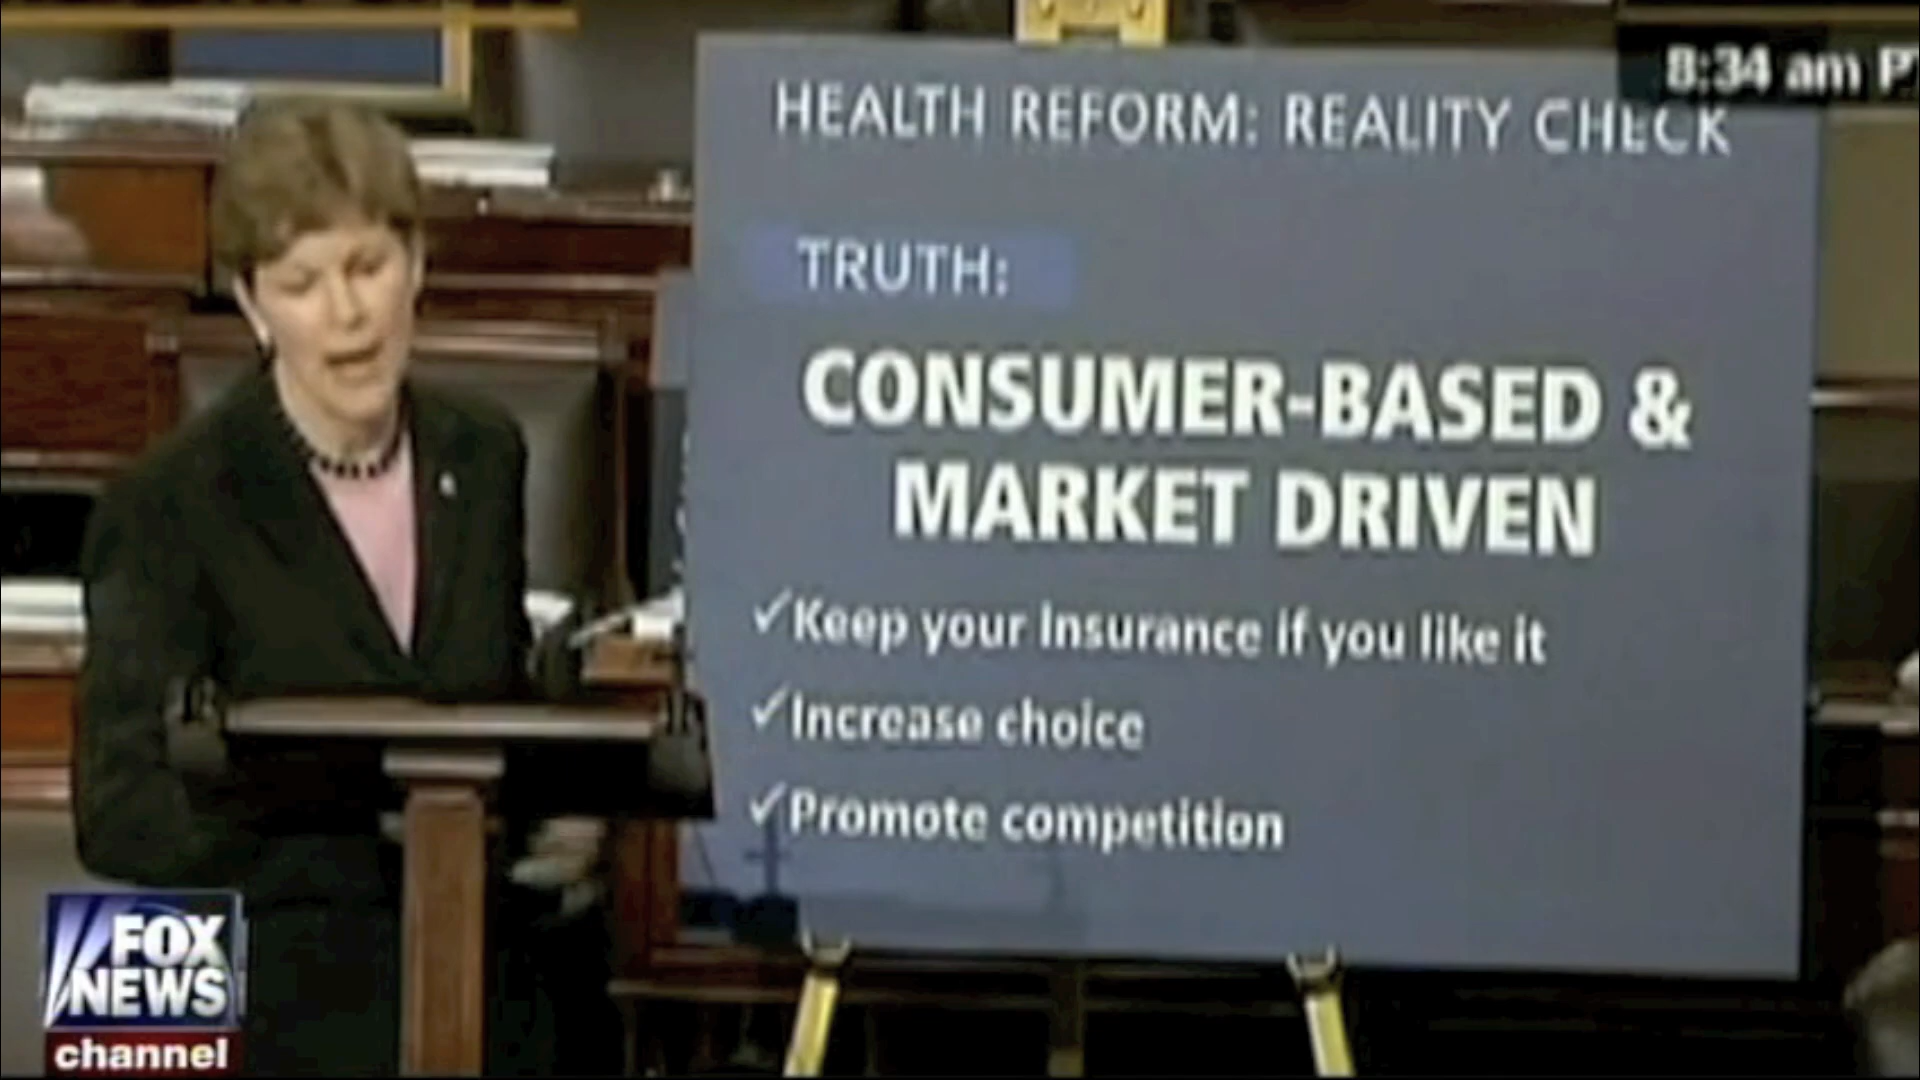 8:34 am P
HEALTH REFORM: REALITY CHECK
TRUTH:
CONSUMER-BASED &
MARKET DRIVEN
✓Keep your insurance if you like it
✓Increase choice
✓Promote competition
FOX
NEWS
channel